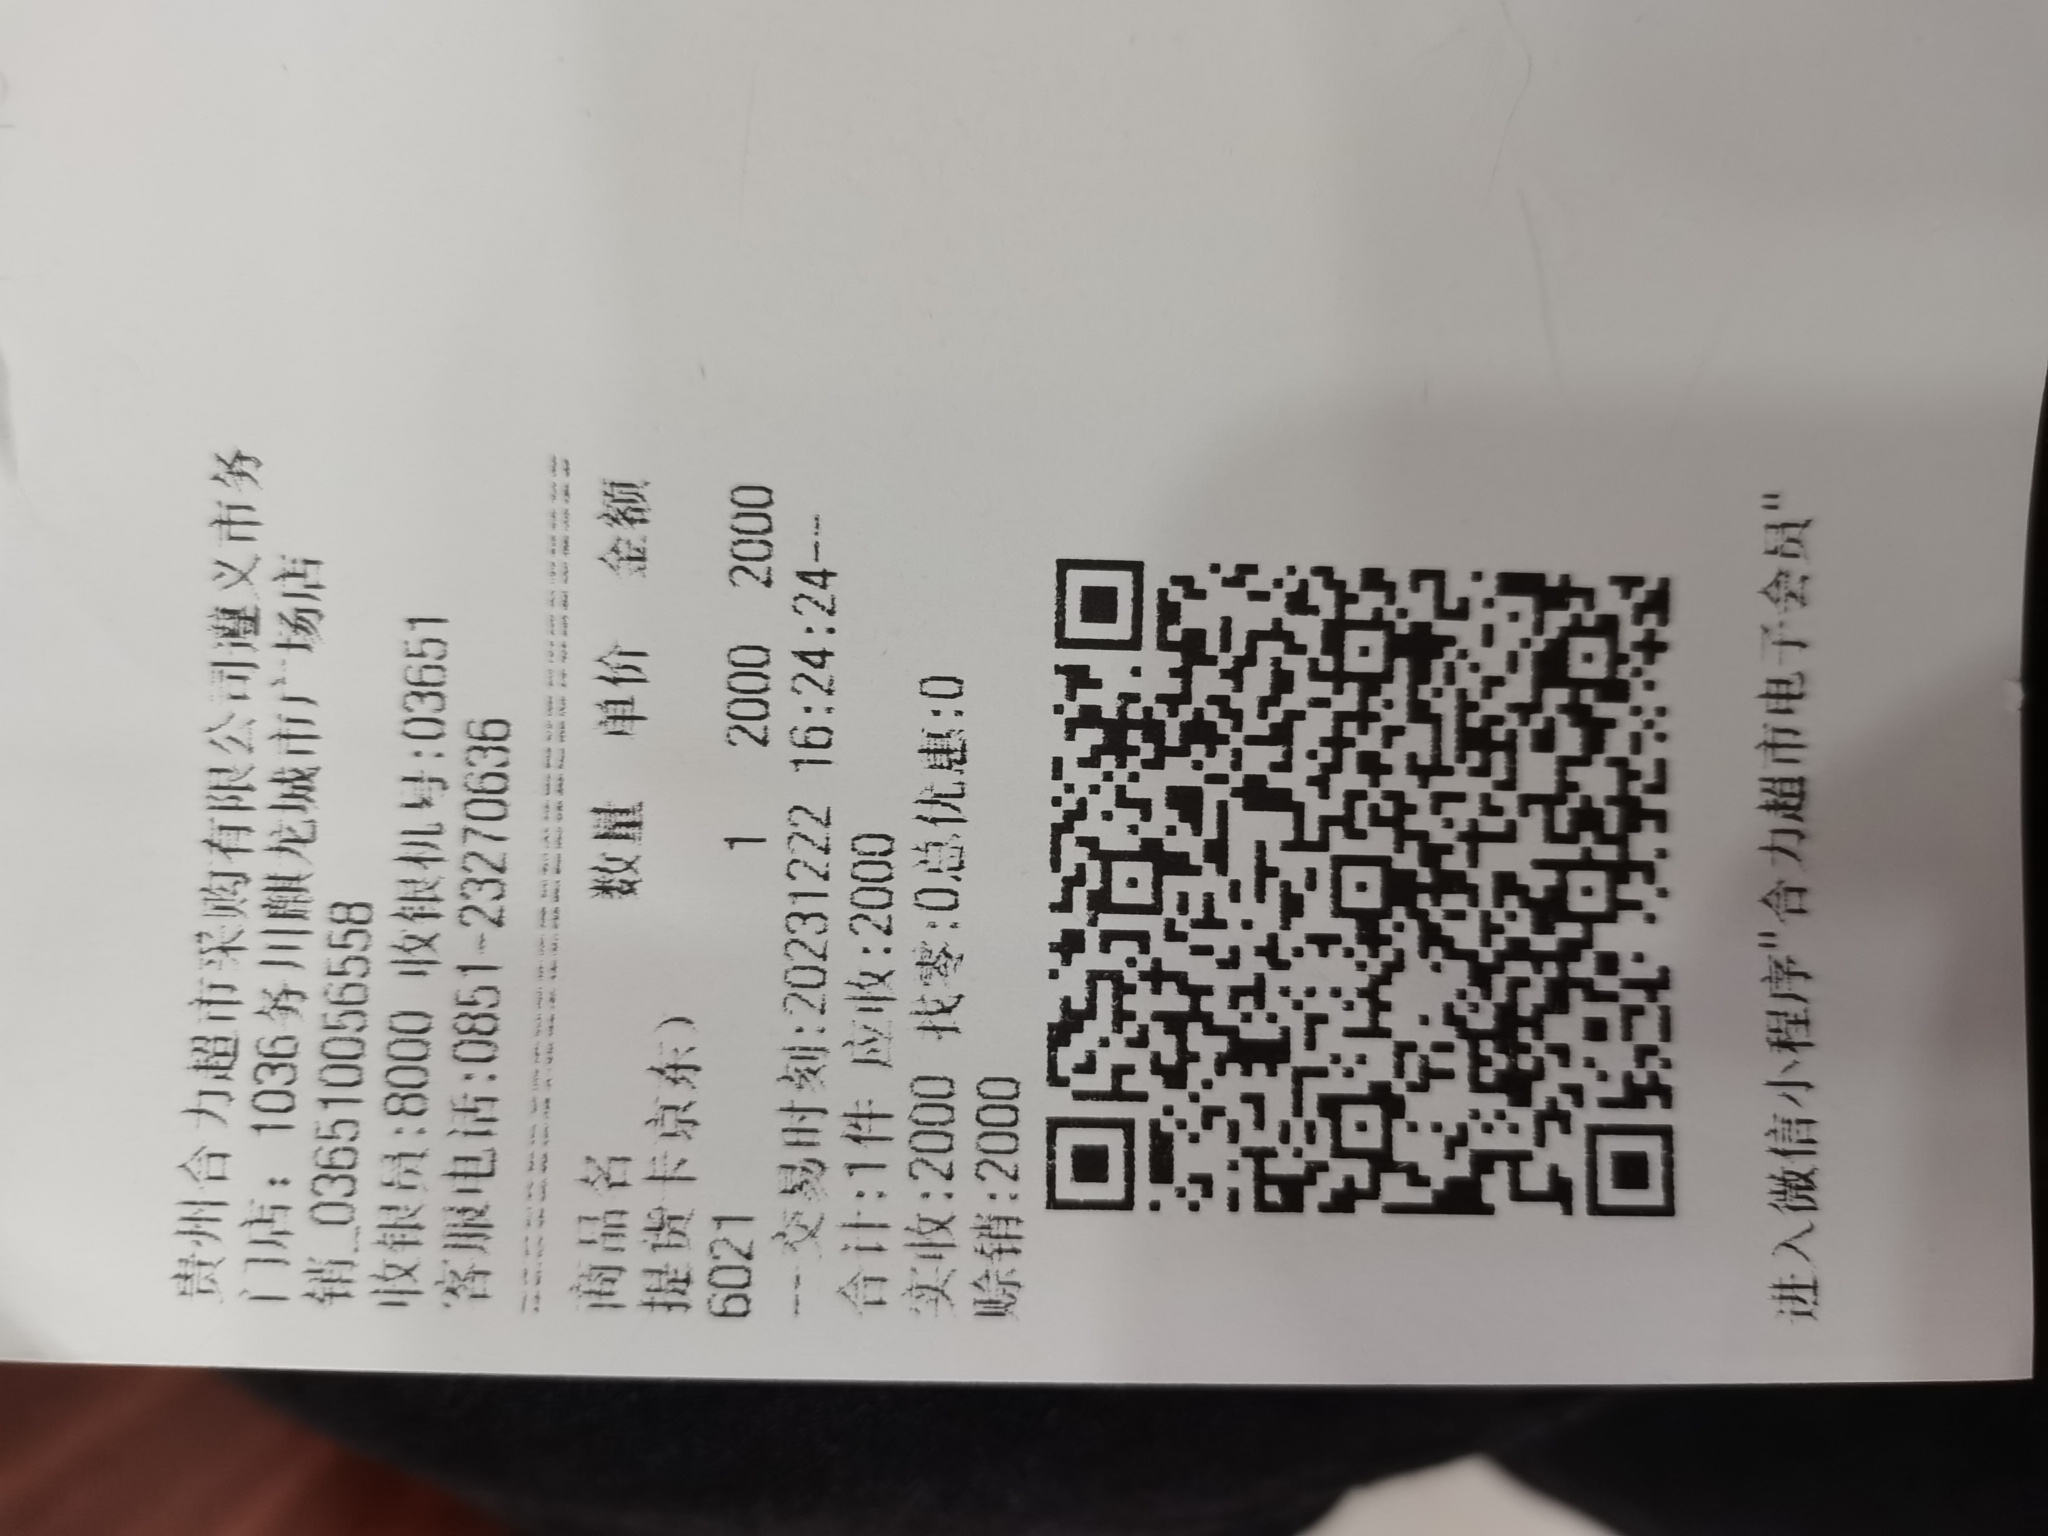 贵州合力超市采购有限公司遵义市务
门店: 1036务川麒龙城市广场店
销_036510056558
收银员:8000 收银机号:03651
客服电话:0851-23270636
商品名 数量 单价 金额
提货卡京东)
6021 1 2000 2000
--交易时刻:20231222 16:24:24--
合计:1件 应收:2000
实收:2000 找零:0总优惠:0
赊销:2000
进入微信小程序"合力超市电子会员"